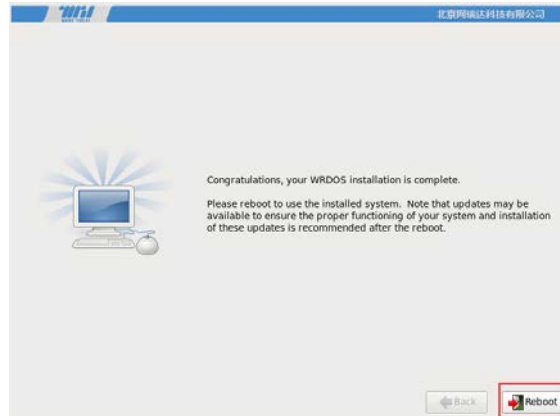 北京网瑞达科技有限公司
Congratulations, your WRDOS installation is complete.
Please reboot to use the installed system.  Note that updates may be
available to ensure the proper functioning of your system and installation
of these updates is recommended after the reboot.
Back
Reboot